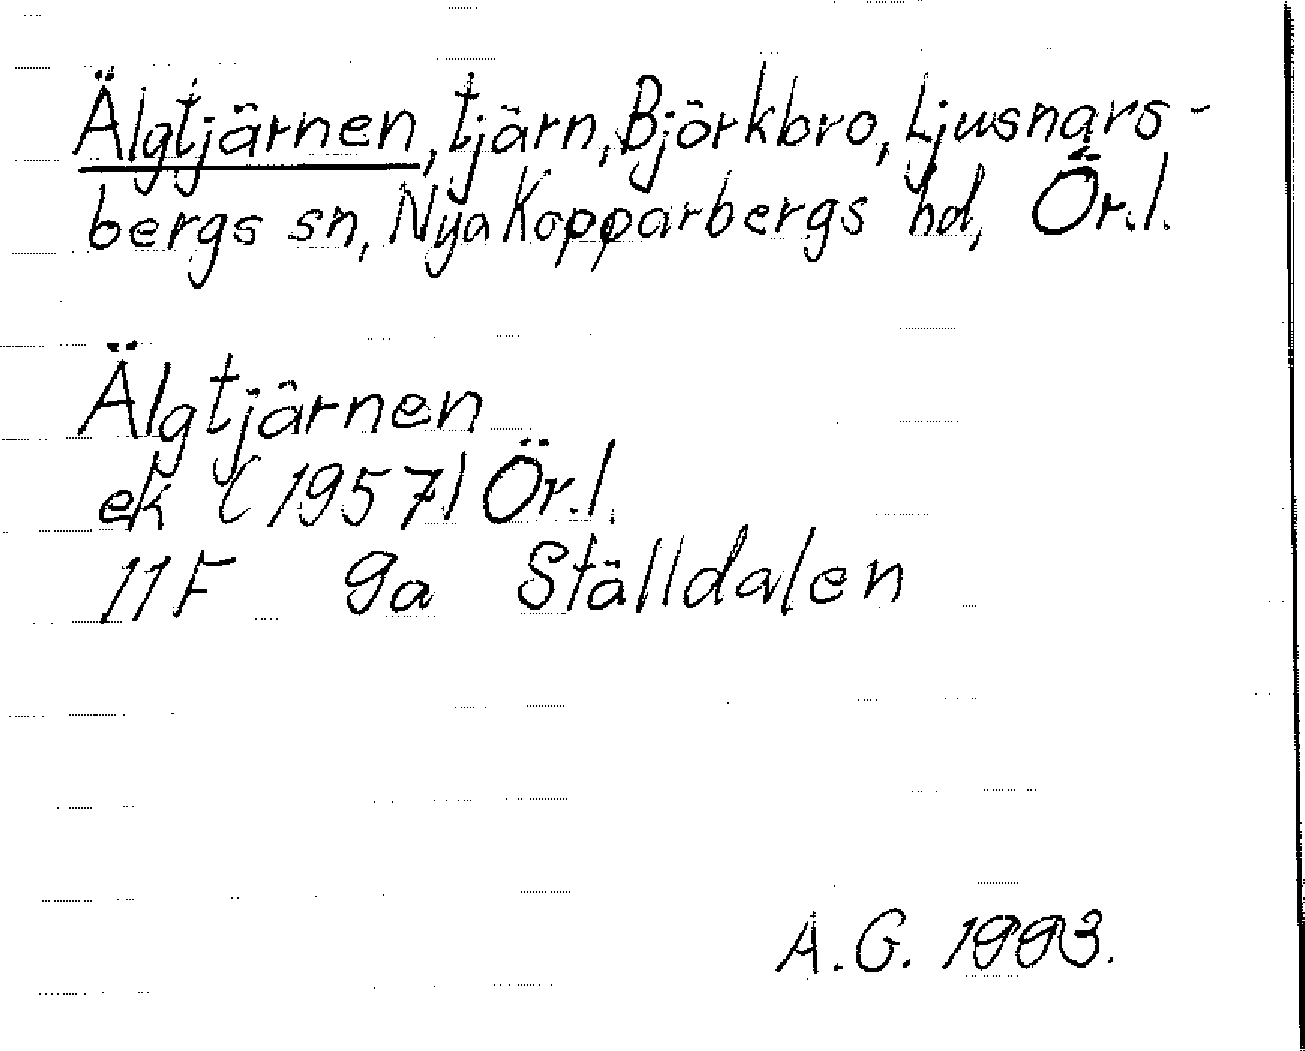 Älgtjärnen, tjärn, Björkbro, Ljusnars-
bergs sn, Nya Kopparbergs hd, Ör.l.
Älgtjärnen
ek (1957) Ör.l.
11F 9a Ställdalen
A.G. 1993.